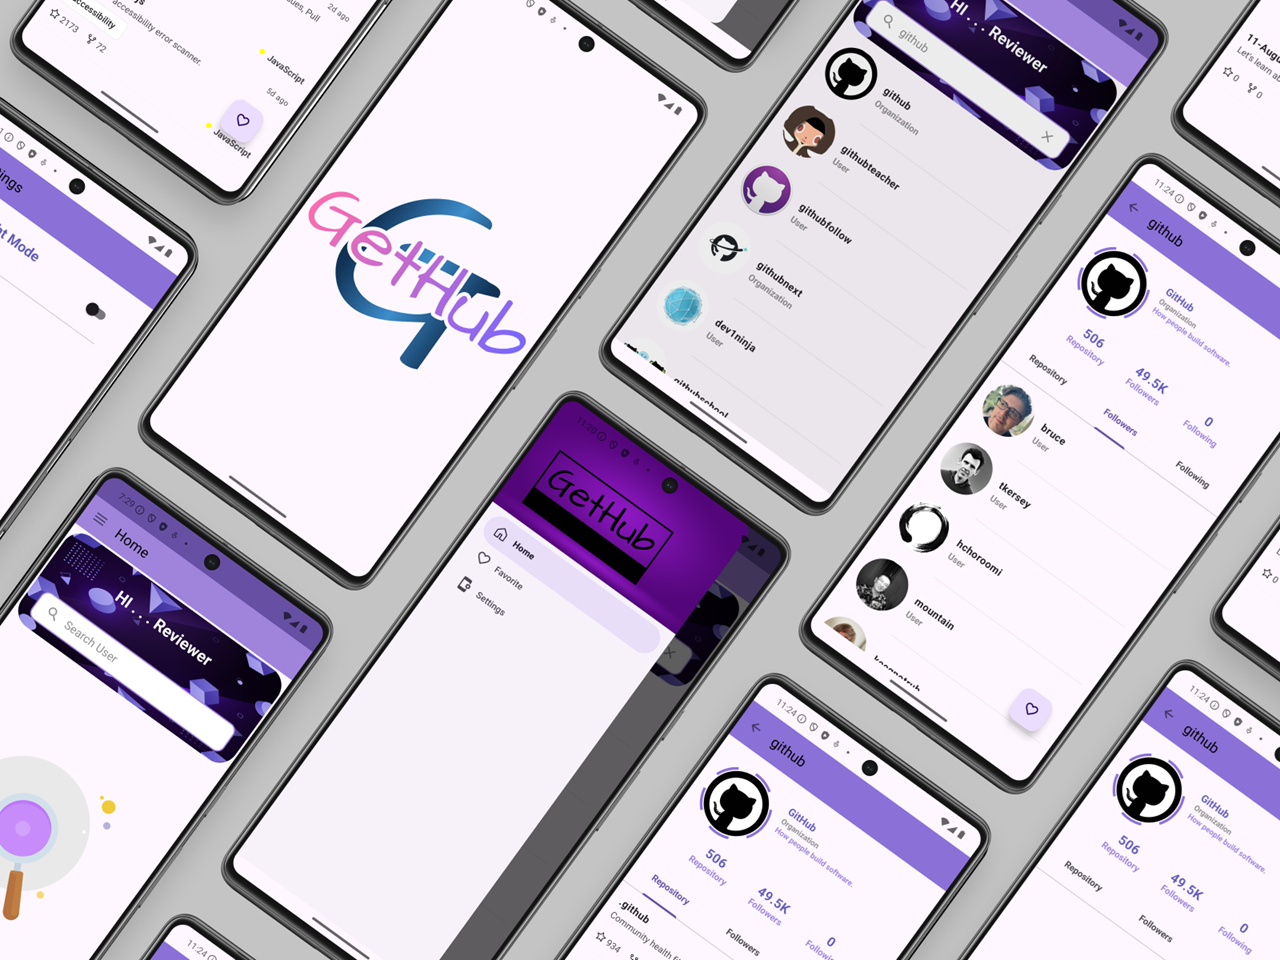 2d ago
ues, Pull
accessibility error scanner.
accessibility
2173
72
JavaScript
5d ago
JavaScript
GetHub
HI . . . Reviewer
github
github
Organization
githubteacher
User
githubfollow
User
githubnext
Organization
dev1ninja
User
githubschool
11-Augu
Let's learn ab
0
0
ings
ht Mode
11:24
github
GitHub
Organization
How people build software.
506
Repository
49.5K
Followers
0
Following
Repository
Followers
Following
bruce
User
tkersey
User
hchoroomi
User
mountain
User
7:29
Home
HI . . . Reviewer
Search User
11:20
GetHub
Home
Favorite
Settings
11:24
github
GitHub
Organization
How people build software.
506
Repository
49.5K
Followers
0
Following
Repository
Followers
.github
Community health fi
934
11:24
github
GitHub
Organization
How people build software.
506
Repository
49.5K
Followers
0
Following
Repository
Followers
Following
11:24
0